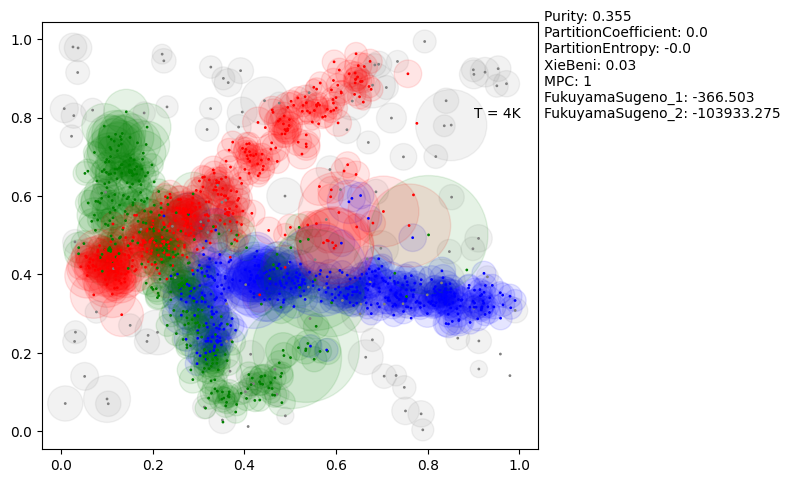 Purity: 0.355
PartitionCoefficient: 0.0
PartitionEntropy: -0.0
XieBeni: 0.03
MPC: 1
FukuyamaSugeno_1: -366.503
FukuyamaSugeno_2: -103933.275
T = 4K
1.0
0.8
0.6
0.4
0.2
0.0
0.0 0.2 0.4 0.6 0.8 1.0